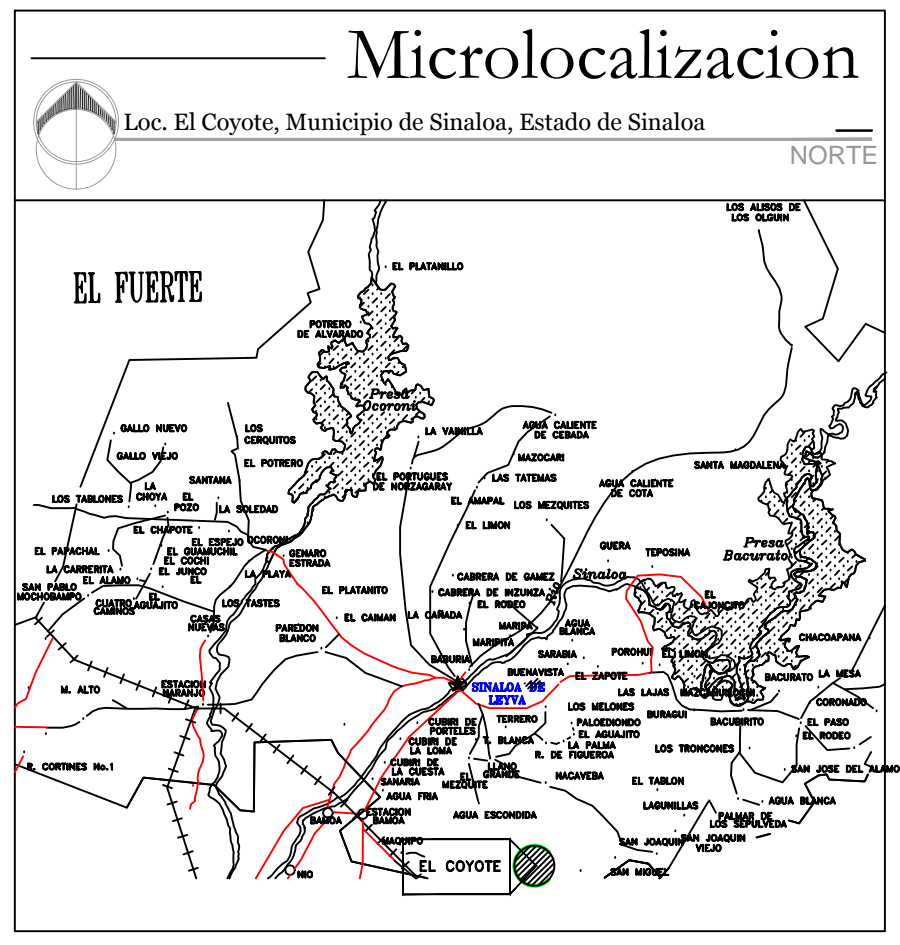 Microlocalizacion
Loc. El Coyote, Municipio de Sinaloa, Estado de Sinaloa
NORTE
LOS ALISOS DE
LOS OLGUIN
EL PLATANILLO
EL FUERTE
POTRERO
DE ALVARADO
Presa
Ocoroni
GALLO NUEVO
LOS
CERQUITOS
LA VAINILLA
AGUA CALIENTE
DE CEBADA
GALLO VIEJO
EL POTRERO
MAZOCARI
SANTA MAGDALENA
EL PORTUGUES
DE NORZAGARAY
LAS TATEMAS
AGUA CALIENTE
DE COTA
SANTANA
LA
CHOYA
LOS TABLONES
EL
POZO
LA SOLEDAD
EL AMAPAL
LOS MEZQUITES
EL LIMON
EL CHAPOTE
EL ESPEJO
OCORONI
EL PAPACHAL
EL GUAMUCHIL
EL COCHI
GENARO
ESTRADA
GUERA
TEPOSINA
Presa
Bacurato
LA CARRERITA
EL JUNCO
EL ALAMO
EL
LA PLAYA
CABRERA DE GAMEZ
Sinaloa
SAN PABLO
MOCHOBAMPO
EL PLATANITO
CABRERA DE INZUNZA
RIO
EL
CAJONCITO
CUATRO
CAMINOS
EL
AGUAJITO
LOS TASTES
EL RODEO
EL CAIMAN
LA CAÑADA
CASAS
NUEVAS
PAREDON
BLANCO
MARIPA
AGUA
BLANCA
MARIPITA
CHACOAPANA
BABURIA
SARABIA
POROHUI
EL LIMON
BUENAVISTA
EL ZAPOTE
BACURATO
LA MESA
M. ALTO
ESTACION
NARANJO
SINALOA DE
LEYVA
LAS LAJAS
CORONADO
LOS MELONES
BURAGUI
BACUBIRITO
EL PASO
TERRERO
CUBIRI DE
PORTELES
PALOEDIONDO
EL AGUAJITO
EL RODEO
T. BLANCA
LA PALMA
CUBIRI DE
LA LOMA
R. DE FIGUEROA
LOS TRONCONES
R. CORTINES No.1
CUBIRI DE
LA CUESTA
LLANO
GRANDE
SAN JOSE DEL ALAMO
SANARIA
EL
MEZQUITE
NACAVEBA
EL TABLON
AGUA FRIA
LAGUNILLAS
AGUA BLANCA
BAMOA
ESTACION
BAMOA
AGUA ESCONDIDA
PALMAR DE
LOS SEPULVEDA
MAQUIPO
SAN JOAQUIN
SAN JOAQUIN
VIEJO
EL COYOTE
NIO
SAN MIGUEL